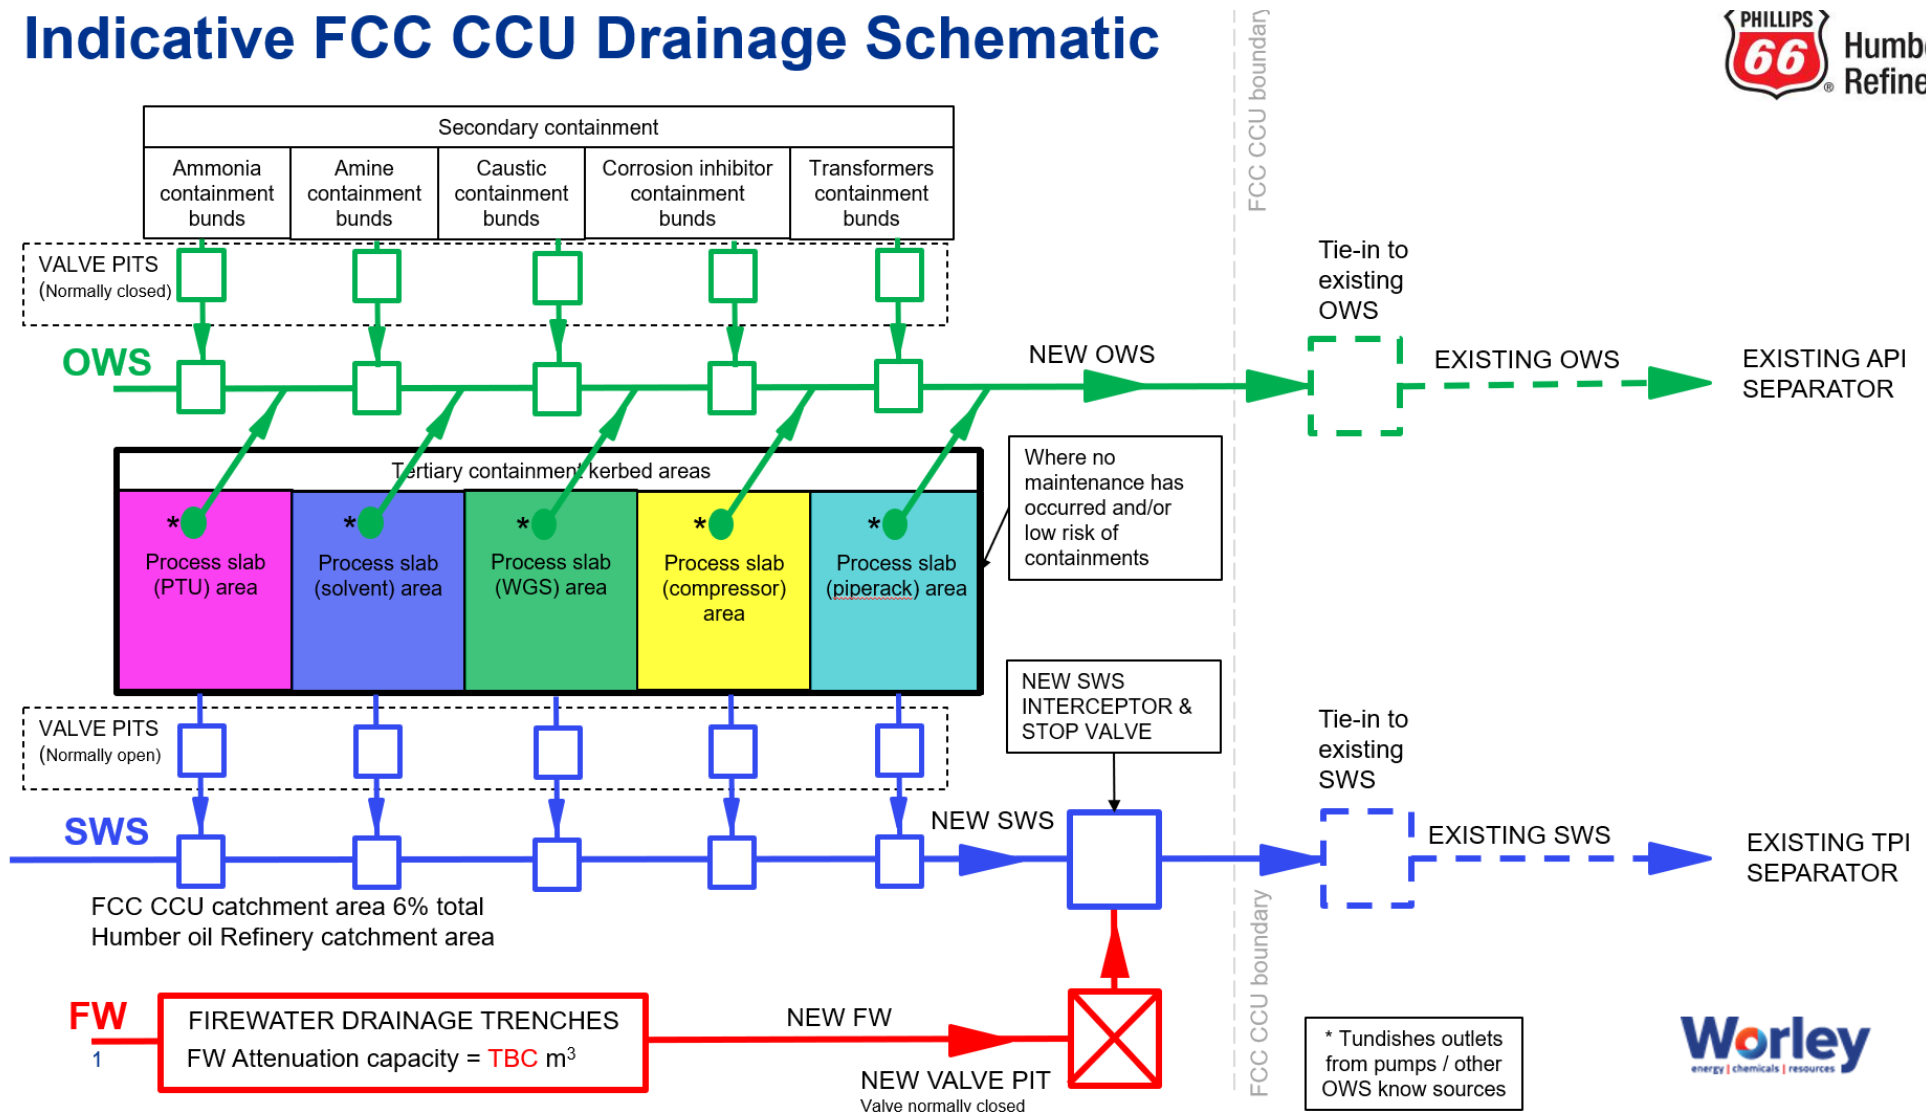 Indicative FCC CCU Drainage Schematic
PHILLIPS
66
®
Humbe
Refine
FCC CCU boundary
Secondary containment
Ammonia
containment
bunds
Amine
containment
bunds
Caustic
containment
bunds
Corrosion inhibitor
containment
bunds
Transformers
containment
bunds
VALVE PITS
(Normally closed)
OWS
NEW OWS
Tie-in to
existing
OWS
EXISTING OWS
EXISTING API
SEPARATOR
Tertiary containment kerbed areas
Where no
maintenance has
occurred and/or
low risk of
containments
*
*
*
*
*
Process slab
(PTU) area
Process slab
(solvent) area
Process slab
(WGS) area
Process slab
(compressor)
area
Process slab
(piperack) area
VALVE PITS
(Normally open)
NEW SWS
INTERCEPTOR &
STOP VALVE
Tie-in to
existing
SWS
SWS
NEW SWS
EXISTING SWS
EXISTING TPI
SEPARATOR
FCC CCU catchment area 6% total
Humber oil Refinery catchment area
FCC CCU boundary
FW
1
FIREWATER DRAINAGE TRENCHES
FW Attenuation capacity = TBC m³
NEW FW
NEW VALVE PIT
Valve normally closed
* Tundishes outlets
from pumps / other
OWS know sources
Worley
energy | chemicals | resources